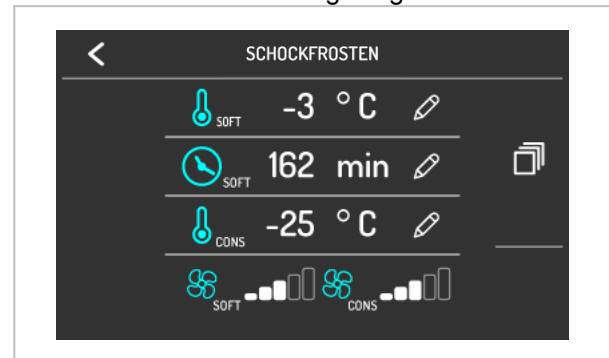 SCHOCKFROSTEN
SOFT -3 °C
SOFT 162 min
CONS -25 °C
SOFT CONS